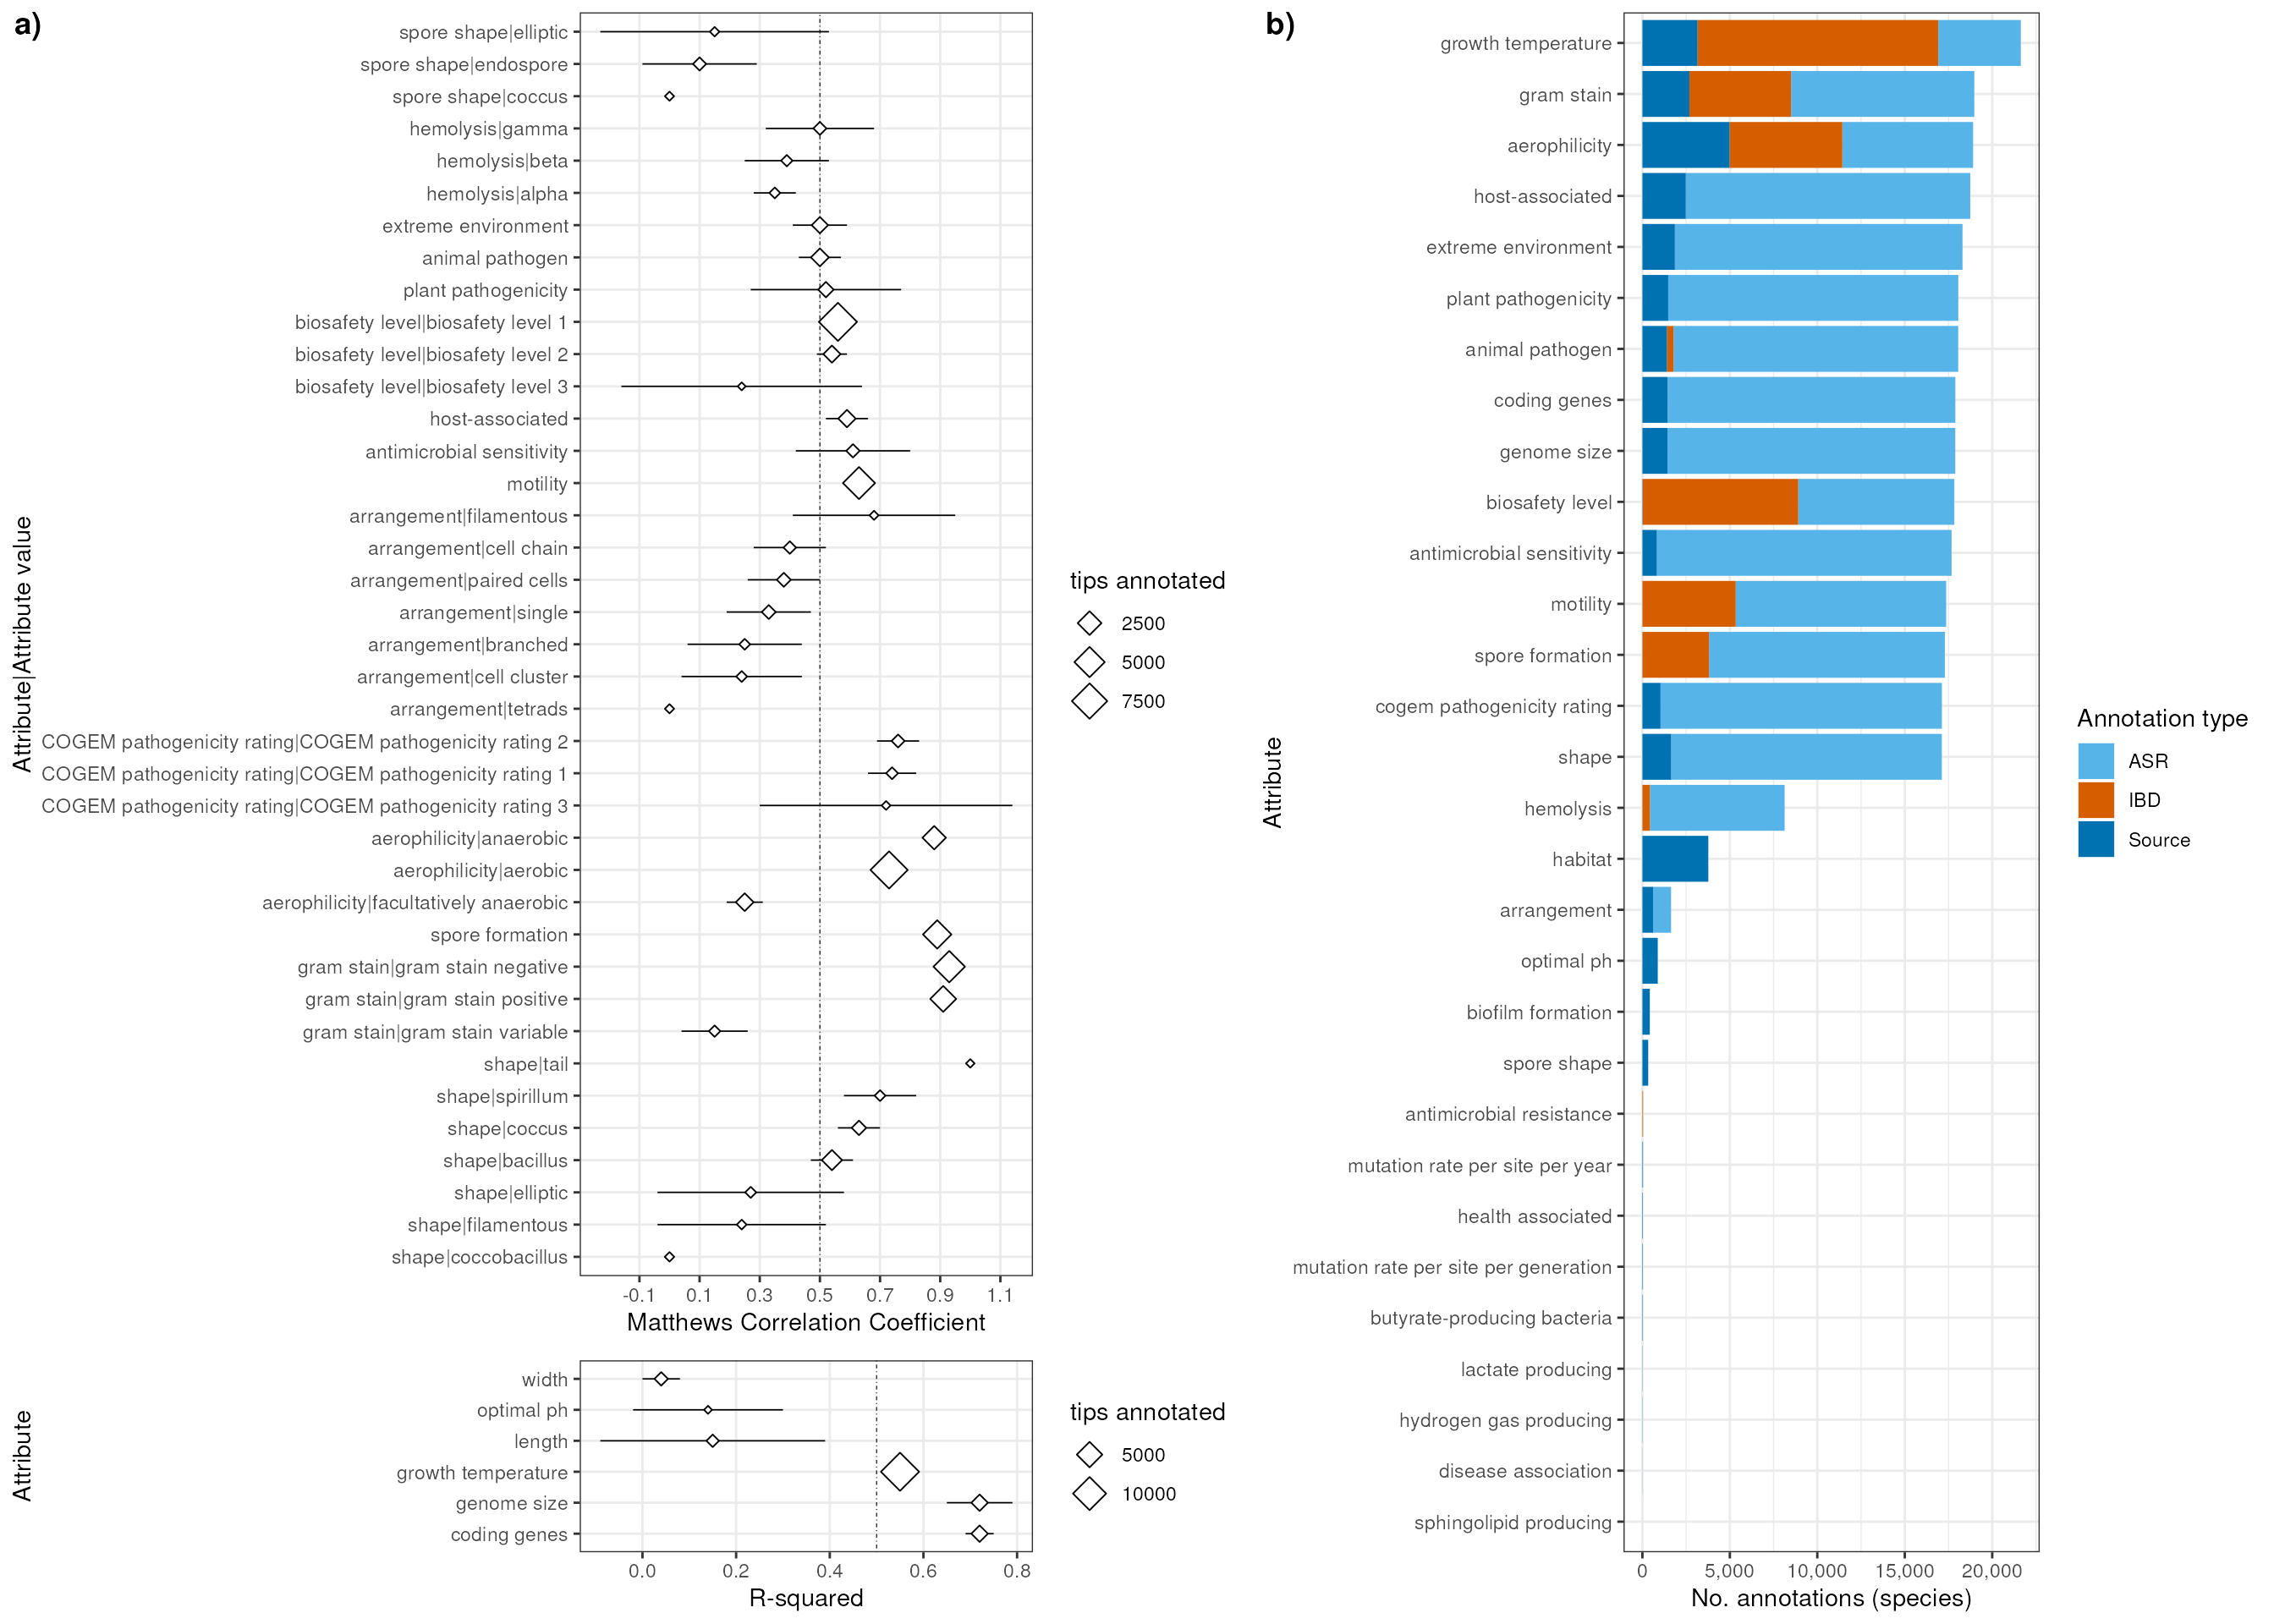 a)
Attribute|Attribute value
spore shape|elliptic
spore shape|endospore
spore shape|coccus
hemolysis|gamma
hemolysis|beta
hemolysis|alpha
extreme environment
animal pathogen
plant pathogenicity
biosafety level|biosafety level 1
biosafety level|biosafety level 2
biosafety level|biosafety level 3
host-associated
antimicrobial sensitivity
motility
arrangement|filamentous
arrangement|cell chain
arrangement|paired cells
arrangement|single
arrangement|branched
arrangement|cell cluster
arrangement|tetrads
COGEM pathogenicity rating|COGEM pathogenicity rating 2
COGEM pathogenicity rating|COGEM pathogenicity rating 1
COGEM pathogenicity rating|COGEM pathogenicity rating 3
aerophilicity|anaerobic
aerophilicity|aerobic
aerophilicity|facultatively anaerobic
spore formation
gram stain|gram stain negative
gram stain|gram stain positive
gram stain|gram stain variable
shape|tail
shape|spirillum
shape|coccus
shape|bacillus
shape|elliptic
shape|filamentous
shape|coccobacillus
-0.1 0.1 0.3 0.5 0.7 0.9 1.1
Matthews Correlation Coefficient
tips annotated
2500
5000
7500
Attribute
width
optimal ph
length
growth temperature
genome size
coding genes
0.0 0.2 0.4 0.6 0.8
R-squared
tips annotated
5000
10000
b)
Attribute
growth temperature
gram stain
aerophilicity
host-associated
extreme environment
plant pathogenicity
animal pathogen
coding genes
genome size
biosafety level
antimicrobial sensitivity
motility
spore formation
cogem pathogenicity rating
shape
hemolysis
habitat
arrangement
optimal ph
biofilm formation
spore shape
antimicrobial resistance
mutation rate per site per year
health associated
mutation rate per site per generation
butyrate-producing bacteria
lactate producing
hydrogen gas producing
disease association
sphingolipid producing
0 5,000 10,000 15,000 20,000
No. annotations (species)
Annotation type
ASR
IBD
Source